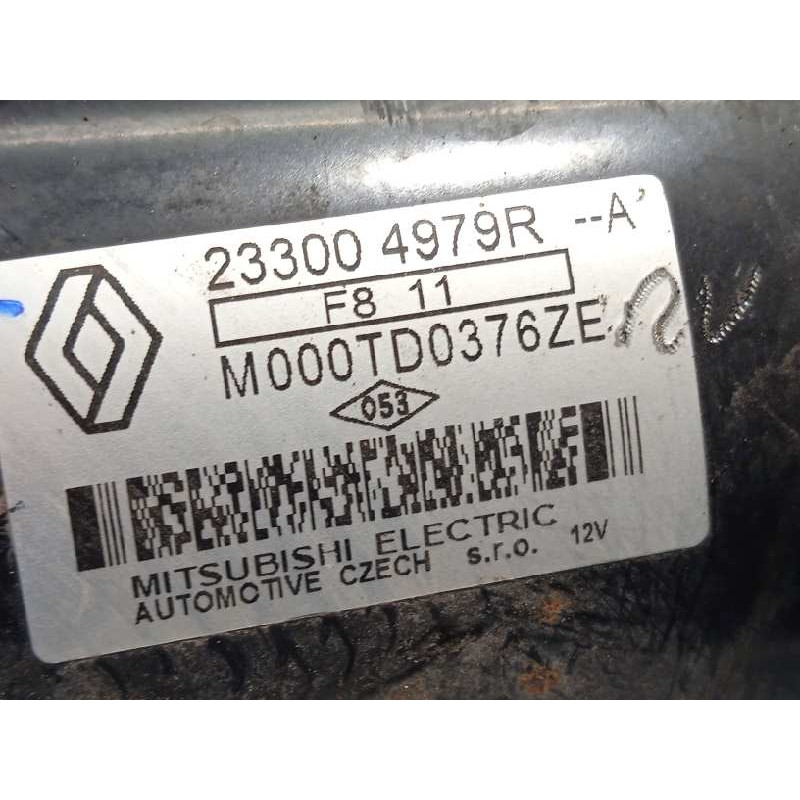 23300 4979R --A'
F8 11
M000TD0376ZE
053
MITSUBISHI ELECTRIC
AUTOMOTIVE CZECH s.r.o. 12V